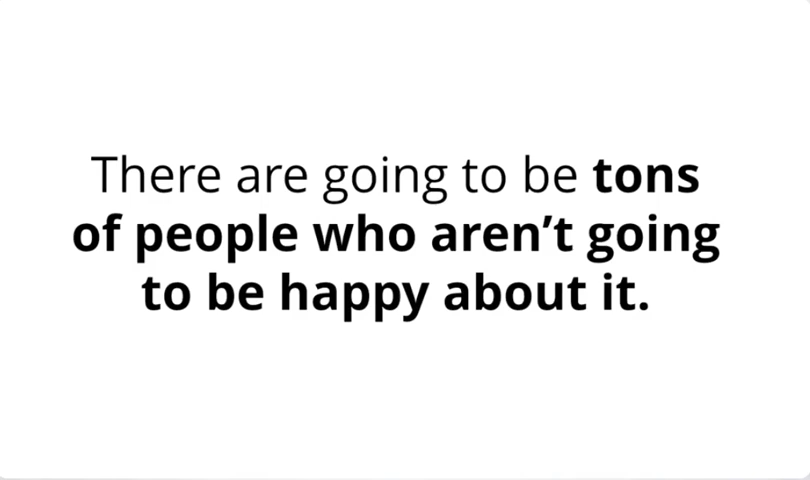 There are going to be tons
of people who aren’t going
to be happy about it.